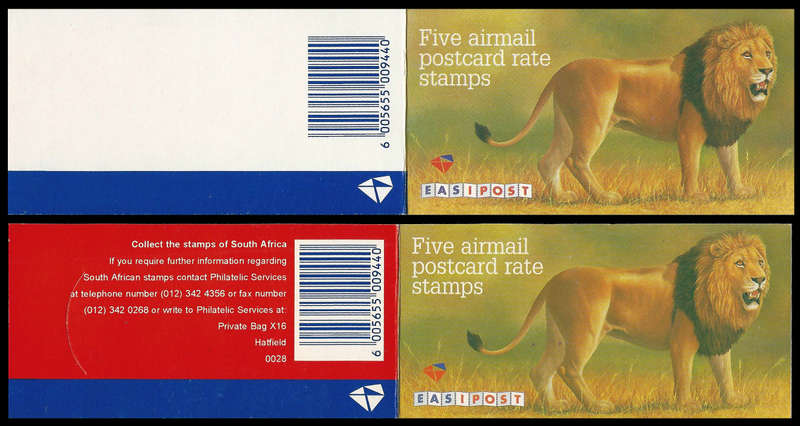 6 005655 009440
Five airmail
postcard rate
stamps
EASIPOST
Collect the stamps of South Africa
If you require further information regarding
South African stamps contact Philatelic Services
at telephone number (012) 342 4356 or fax number
(012) 342 0268 or write to Philatelic Services at:
Private Bag X16
Hatfield
0028
6 005655 009440
Five airmail
postcard rate
stamps
EASIPOST